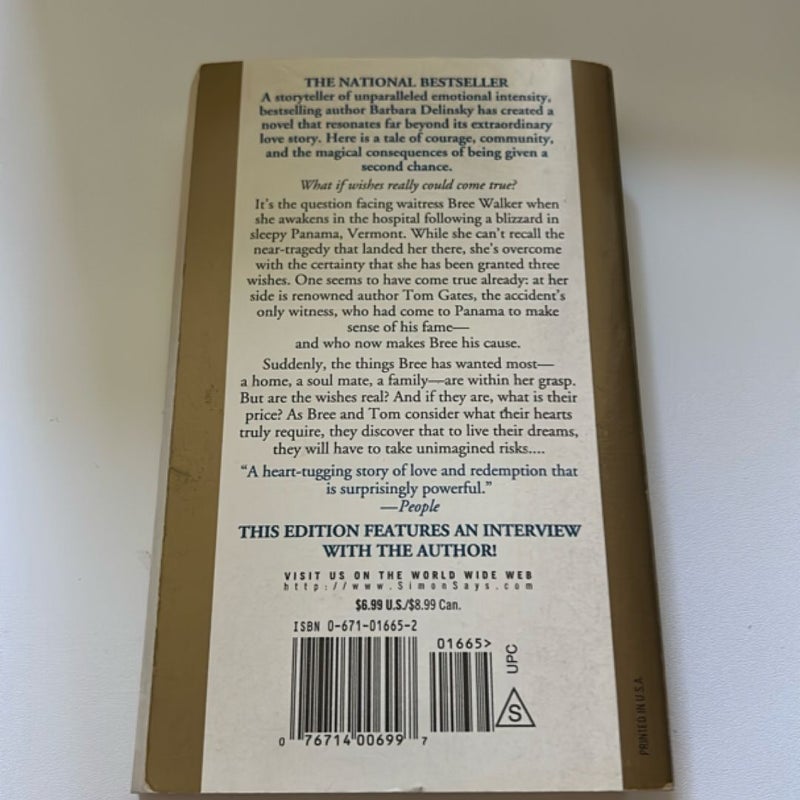 THE NATIONAL BESTSELLER
A storyteller of unparalleled emotional intensity,
bestselling author Barbara Delinsky has created a
novel that resonates far beyond its extraordinary
love story. Here is a tale of courage, community,
and the magical consequences of being given a
second chance.
What if wishes really could come true?
It's the question facing waitress Bree Walker when
she awakens in the hospital following a blizzard in
sleepy Panama, Vermont. While she can't recall the
near-tragedy that landed her there, she's overcome
with the certainty that she has been granted three
wishes. One seems to have come true already: at her
side is renowned author Tom Gates, the accident's
only witness, who had come to Panama to make
sense of his fame—
and who now makes Bree his cause.
Suddenly, the things Bree has wanted most—
a home, a soul mate, a family—are within her grasp.
But are the wishes real? And if they are, what is their
price? As Bree and Tom consider what their hearts
truly require, they discover that to live their dreams,
they will have to take unimagined risks....
“A heart-tugging story of love and redemption that
is surprisingly powerful.”
—People
THIS EDITION FEATURES AN INTERVIEW
WITH THE AUTHOR!
VISIT US ON THE WORLD WIDE WEB
http://www.SimonSays.com
$6.99 U.S./$8.99 Can.
ISBN 0-671-01665-2
01665>
UPC
S
0 76714 00699 7
PRINTED IN U.S.A.